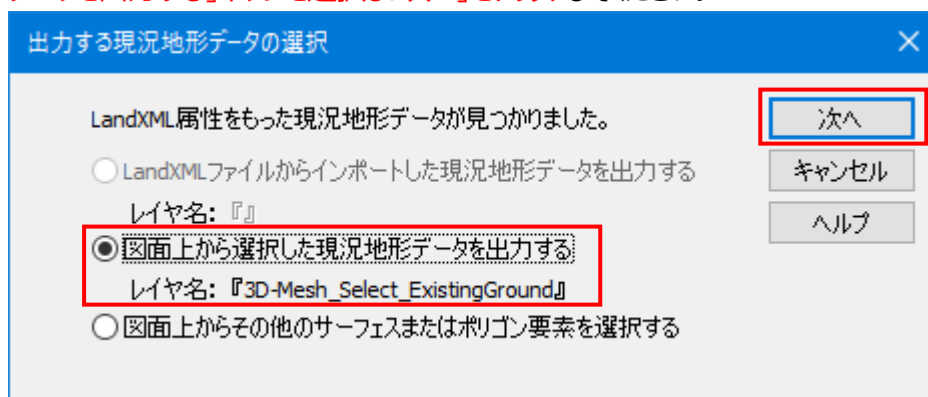 出力する現況地形データの選択
LandXML属性をもった現況地形データが見つかりました。
次へ
LandXMLファイルからインポートした現況地形データを出力する
キャンセル
レイヤ名:『』
ヘルプ
図面上から選択した現況地形データを出力する
レイヤ名:『3D-Mesh_Select_ExistingGround』
図面上からその他のサーフェスまたはポリゴン要素を選択する